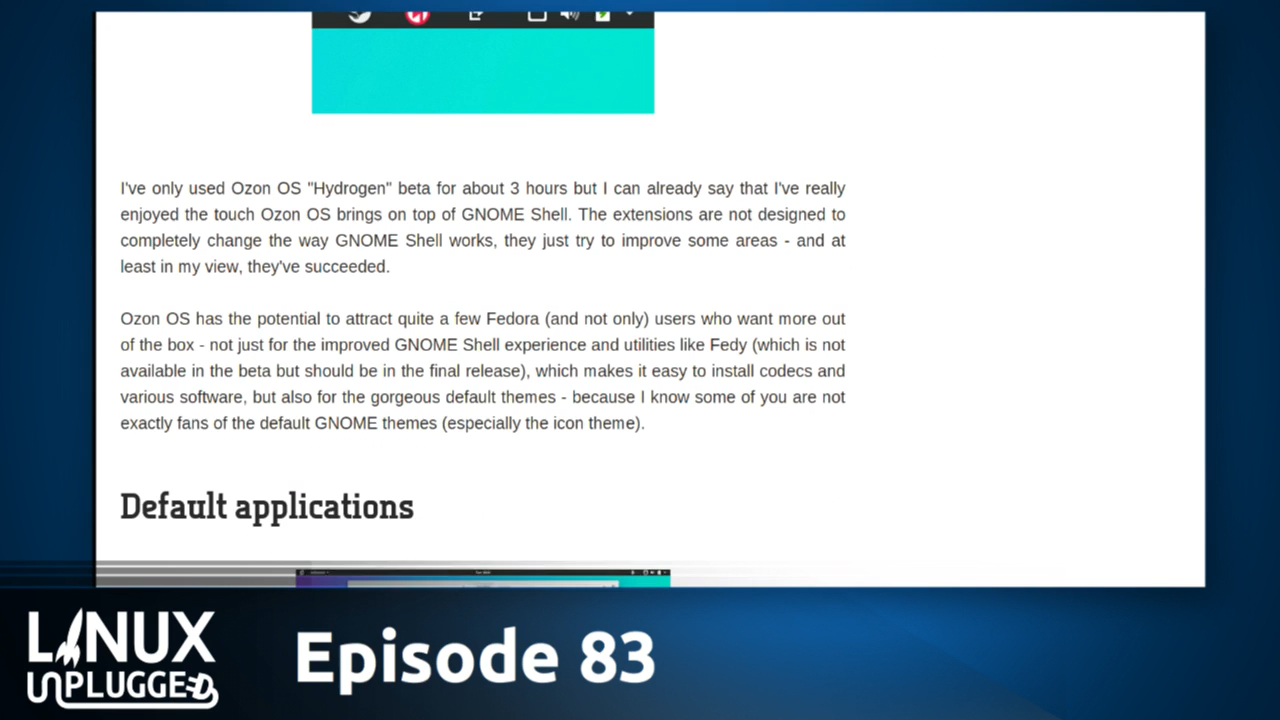 I've only used Ozon OS "Hydrogen" beta for about 3 hours but I can already say that I've really
enjoyed the touch Ozon OS brings on top of GNOME Shell. The extensions are not designed to
completely change the way GNOME Shell works, they just try to improve some areas - and at
least in my view, they've succeeded.
Ozon OS has the potential to attract quite a few Fedora (and not only) users who want more out
of the box - not just for the improved GNOME Shell experience and utilities like Fedy (which is not
available in the beta but should be in the final release), which makes it easy to install codecs and
various software, but also for the gorgeous default themes - because I know some of you are not
exactly fans of the default GNOME themes (especially the icon theme).
Default applications
LINUX
UNPLUGGED
Episode 83